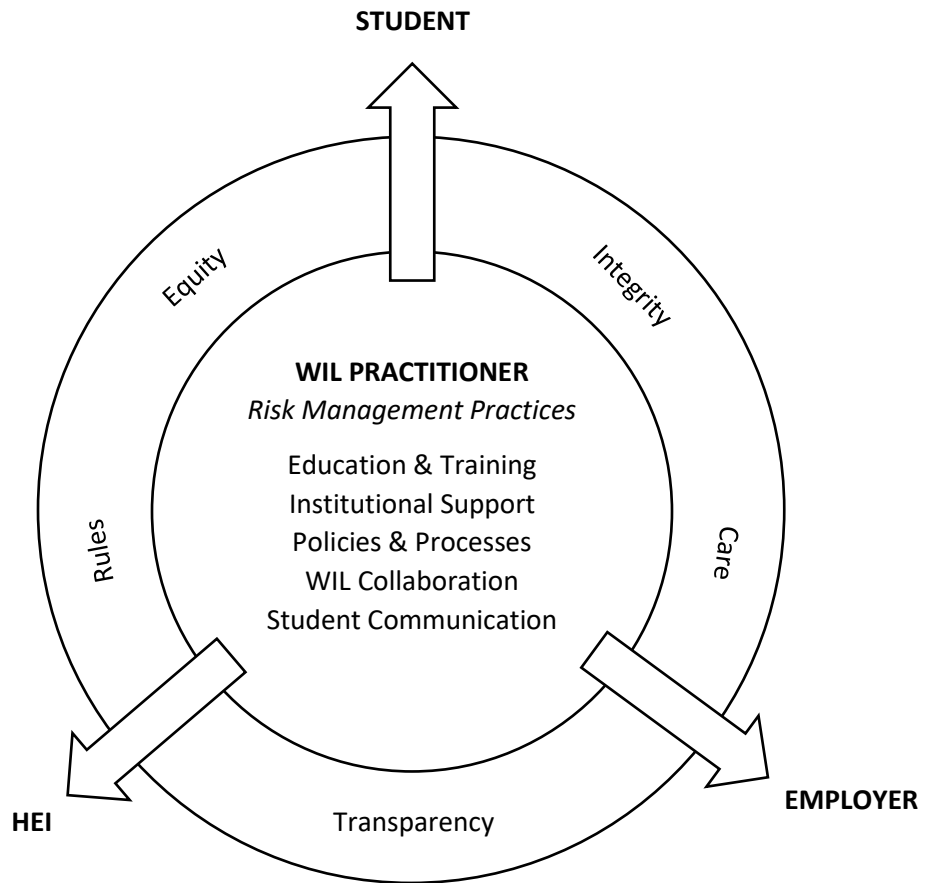 STUDENT
Equity
Integrity
WIL PRACTITIONER
Risk Management Practices
Education & Training
Institutional Support
Policies & Processes
WIL Collaboration
Student Communication
Rules
Care
HEI
Transparency
EMPLOYER